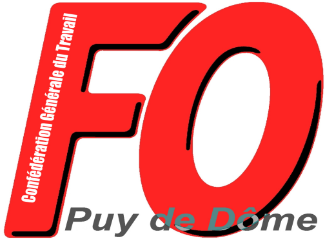 Confédération Générale du Travail
FO
Puy de Dôme